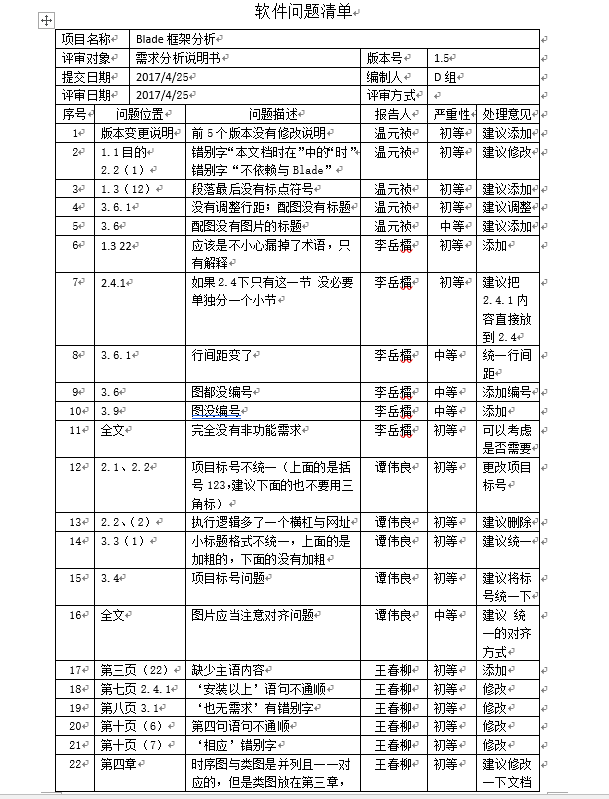 软件问题清单
项目名称 Blade 框架分析
评审对象 需求分析说明书 版本号 1.5
提交日期 2017/4/25 编制人 D 组
评审日期 2017/4/25 评审方式
序号 问题位置 问题描述 报告人 严重性 处理意见
1 版本变更说明 前 5 个版本没有修改说明 温元祯 初等 建议添加
2 1.1 目的 错别字“本文档时在”中的“时” 温元祯 初等 建议修改
2.2（1） 错别字 “不依赖与 Blade”
3 1.3（12） 段落最后没有标点符号 温元祯 初等 建议添加
4 3.6.1 没有调整行距；配图没有标题 温元祯 初等 建议调整
5 3.6 配图没有图片的标题 温元祯 中等 建议添加
6 1.3 22 应该是不小心漏掉了术语，只 李岳檑 初等 添加
有解释
7 2.4.1 如果 2.4 下只有这一节 没必要 李岳檑 初等 建议把
单独分一个小节 2.4.1 内
容直接放
到 2.4
8 3.6.1 行间距变了 李岳檑 中等 统一行间
距
9 3.6 图都没编号 李岳檑 中等 添加编号
10 3.9 图没编号 李岳檑 中等 添加
11 全文 完全没有非功能需求 李岳檑 初等 可以考虑
是否需要
12 2.1、2.2 项目标号不统一（上面的是括 谭伟良 初等 更改项目
号 123,建议下面的也不要用三 标号
角标）
13 2.2、（2） 执行逻辑多了一个横杠与网址 谭伟良 初等 建议删除
14 3.3（1） 小标题格式不统一，上面的是 谭伟良 初等 建议统一
加粗的，下面的没有加粗
15 3.4 项目标号问题 谭伟良 初等 建议将标
号统一下
16 全文 图片应当注意对齐问题 谭伟良 中等 建议 统
一的对齐
方式
17 第三页（22） 缺少主语内容 王春柳 初等 添加
18 第七页 2.4.1 ‘安装以上’语句不通顺 王春柳 初等 修改
19 第八页 3.1 ‘也无需求’有错别字 王春柳 初等 修改
20 第十页（6） 第四句语句不通顺 王春柳 初等 修改
21 第十页（7） ‘相应’错别字 王春柳 初等 修改
22 第四章 时序图与类图是并列且一一对 王春柳 初等 建议修改
应的，但是类图放在第三章， 一下文档